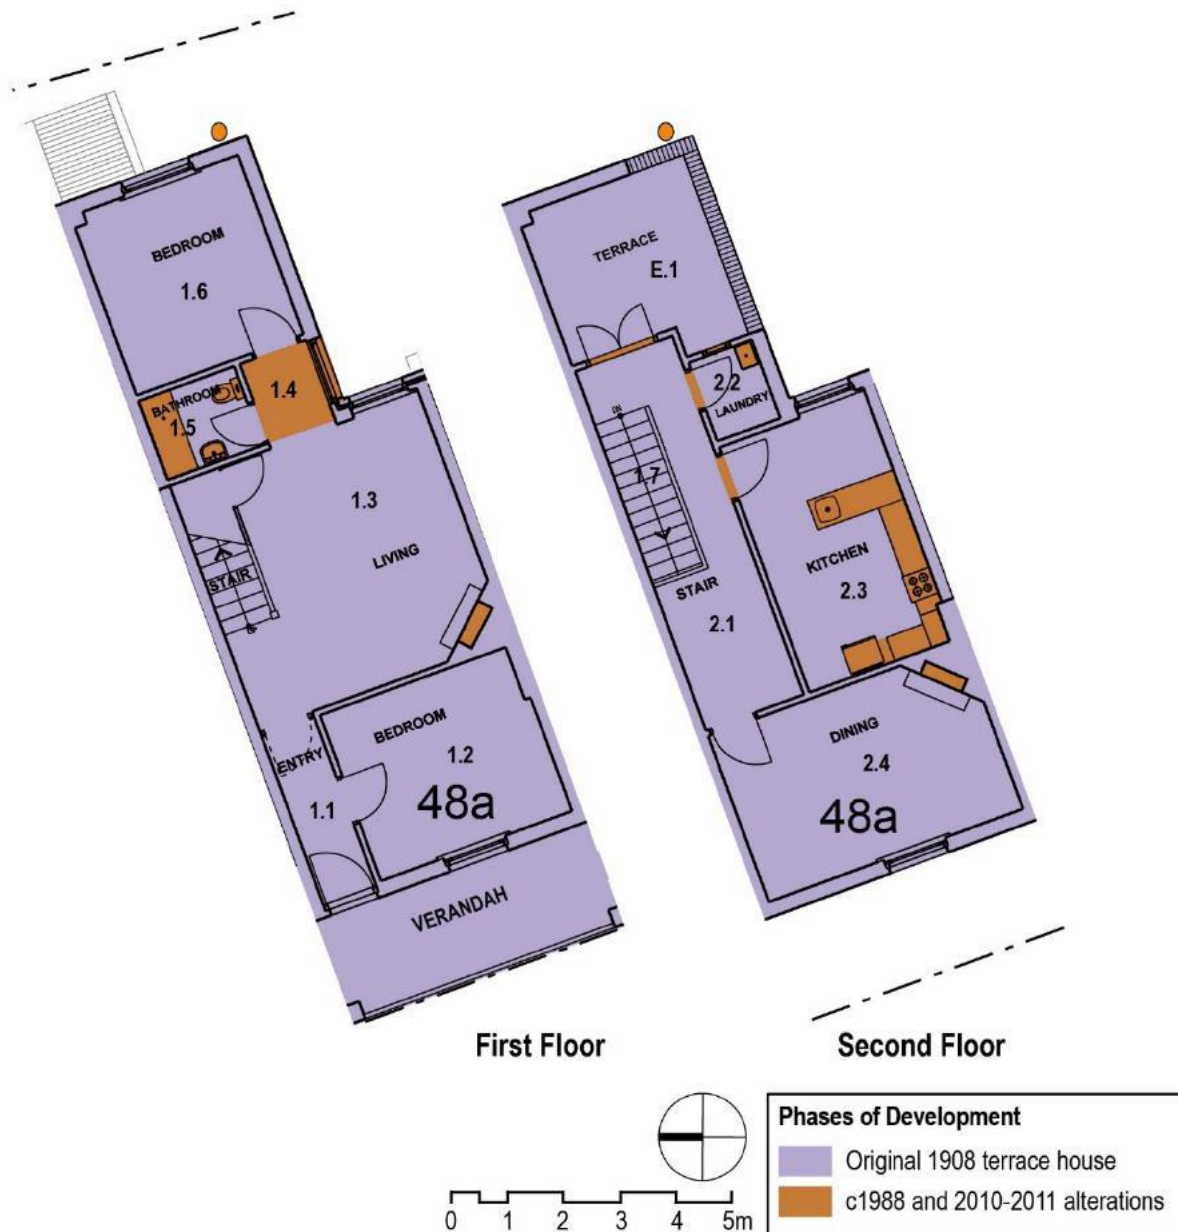 BEDROOM
1.6
BATHROOM
1.5
1.4
1.3
LIVING
STAIR
UP
BEDROOM
1.2
ENTRY
1.1
48a
VERANDAH
TERRACE
E.1
2.2
LAUNDRY
DN
1.7
STAIR
2.1
KITCHEN
2.3
DINING
2.4
48a
First Floor
Second Floor
Phases of Development
Original 1908 terrace house
c1988 and 2010-2011 alterations
0 1 2 3 4 5m